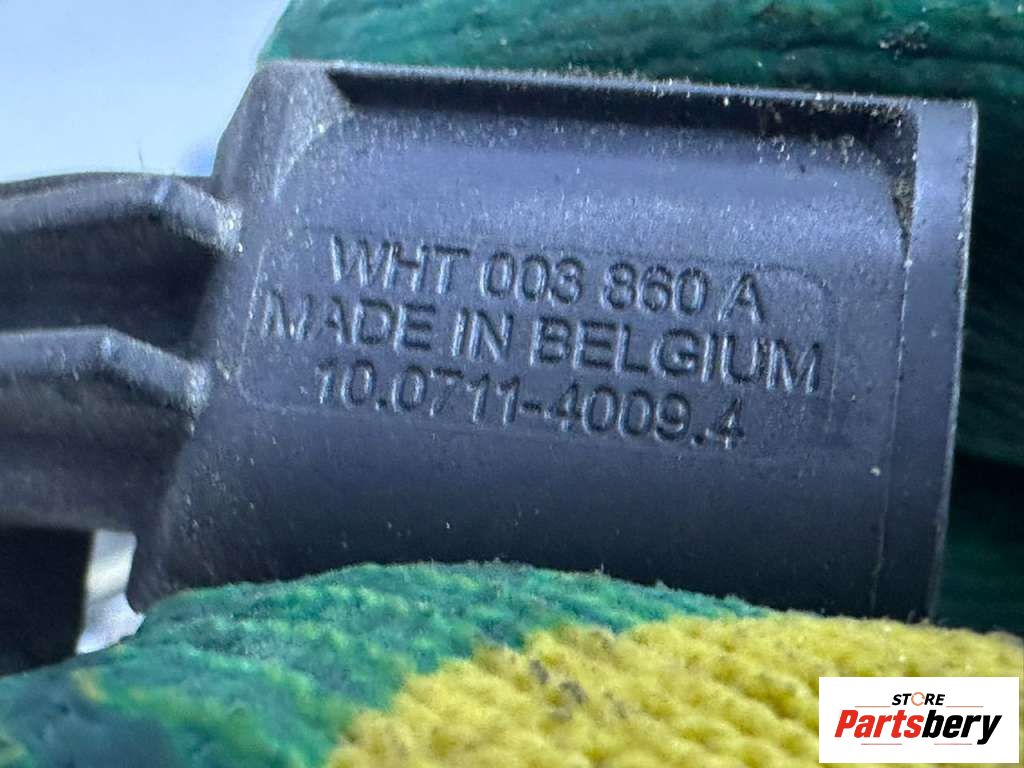 WHT 003 860 A
MADE IN BELGIUM
10.0711-4009.4
STORE
Partsbery